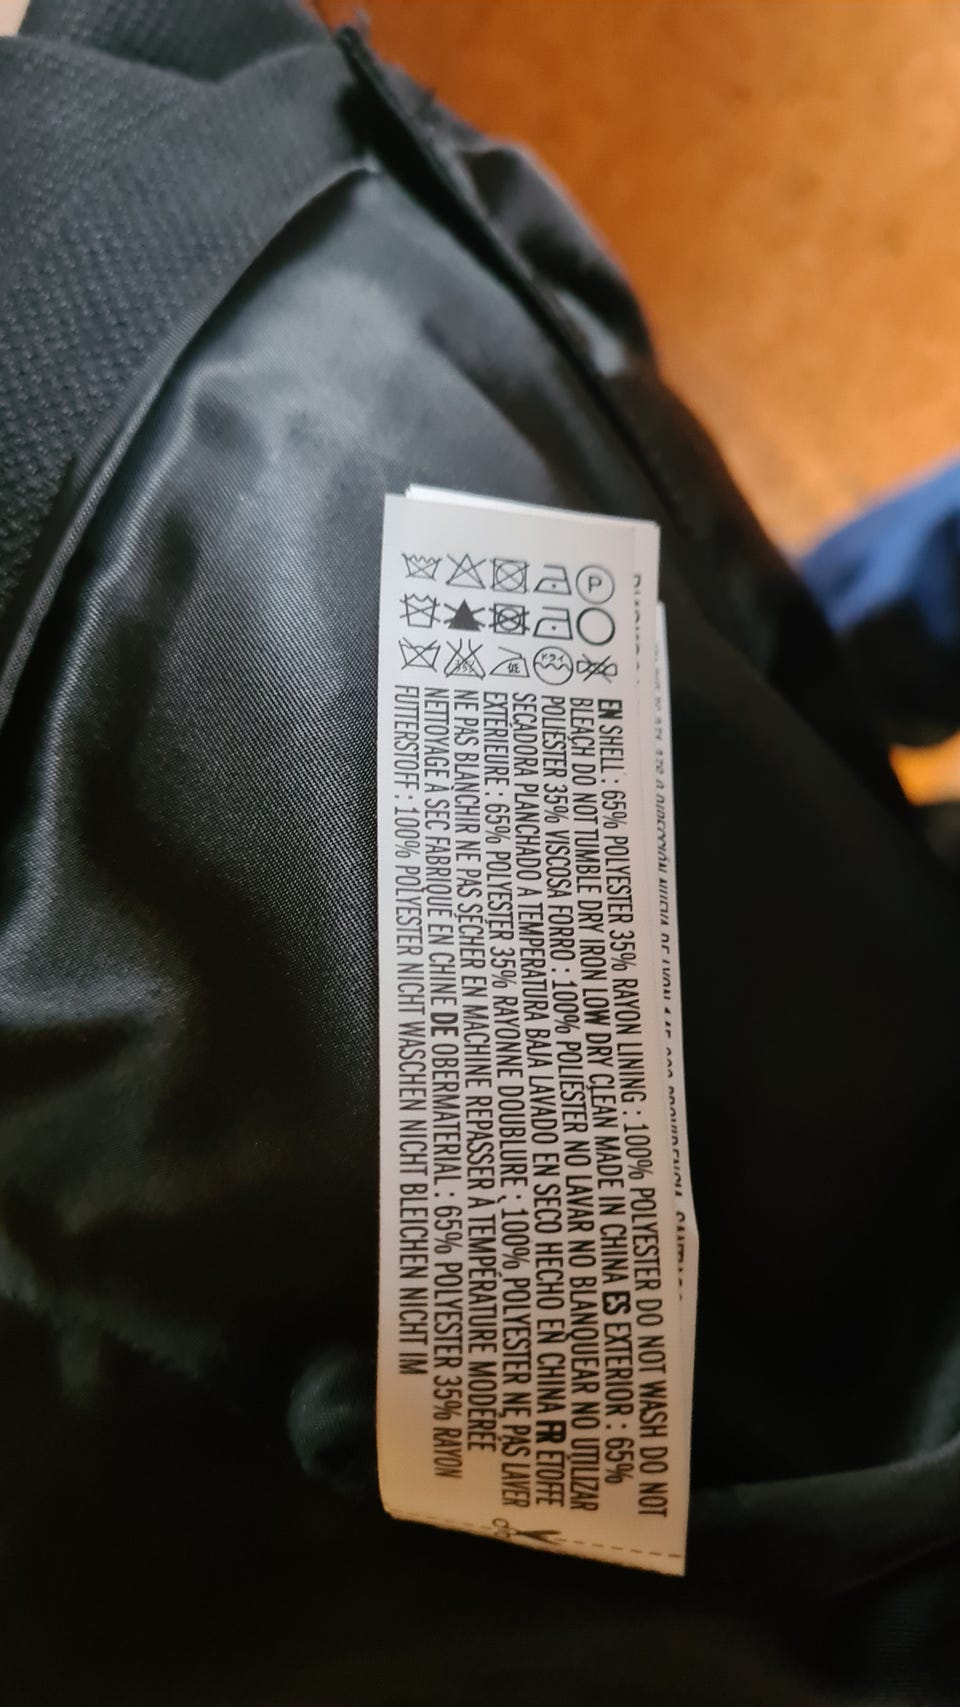 EN SHELL : 65% POLYESTER 35% RAYON LINING : 100% POLYESTER DO NOT WASH DO NOT
BLEACH DO NOT TUMBLE DRY IRON LOW DRY CLEAN MADE IN CHINA ES EXTERIOR : 65%
POLIÉSTER 35% VISCOSA FORRO : 100% POLIÉSTER NO LAVAR NO BLANQUEAR NO UTILIZAR
SECADORA PLANCHADO A TEMPERATURA BAJA LAVADO EN SECO HECHO EN CHINA FR ÉTOFFE
EXTÉRIEURE : 65% POLYESTER 35% RAYONNE DOUBLURE : 100% POLYESTER NE PAS LAVER
NE PAS BLANCHIR NE PAS SÉCHER EN MACHINE REPASSER À TEMPÉRATURE MODÉRÉE
NETTOYAGE À SEC FABRIQUÉ EN CHINE DE OBERMATERIAL : 65% POLYESTER 35% RAYON
FUTTERSTOFF : 100% POLYESTER NICHT WASCHEN NICHT BLEICHEN NICHT IM
P